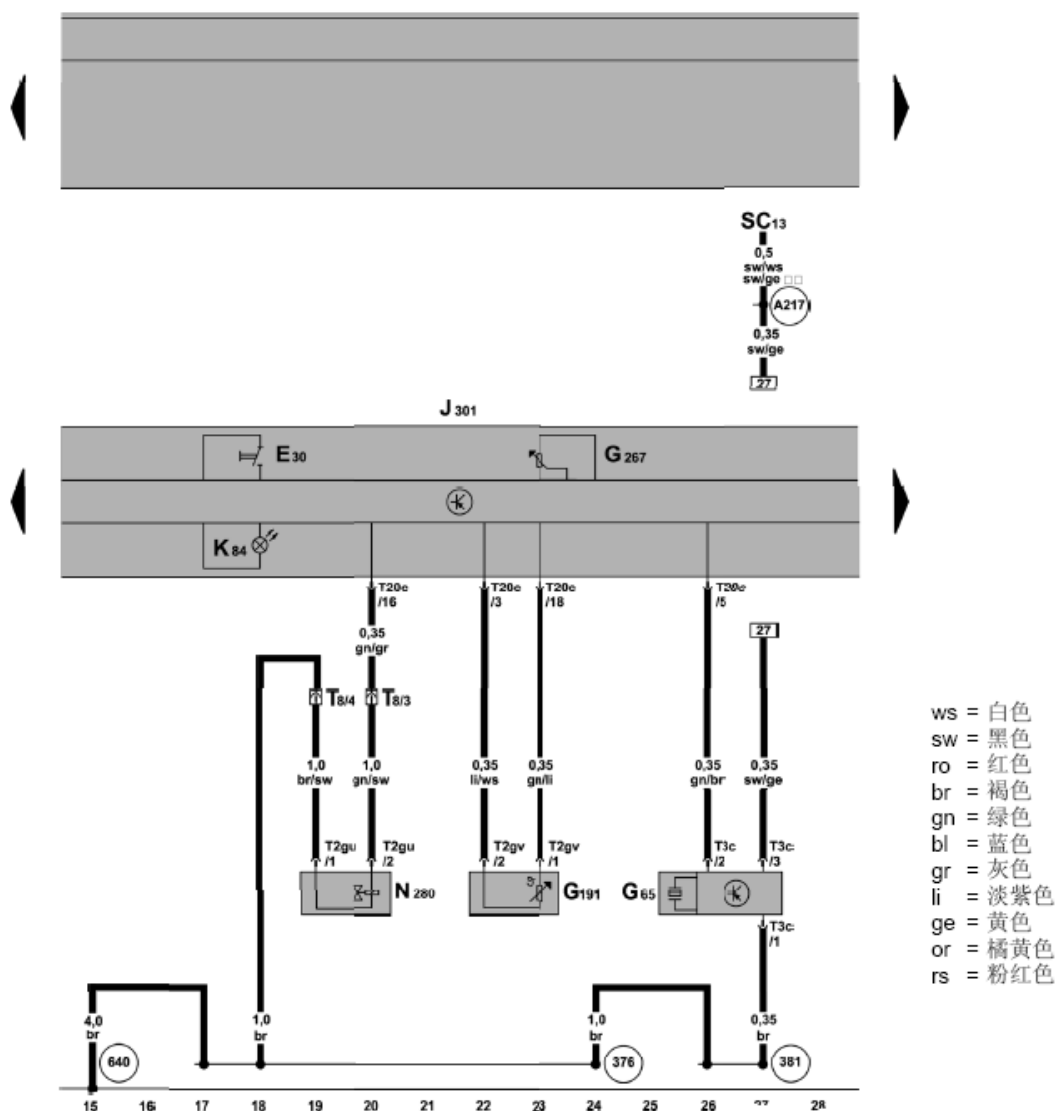 SC13
0,5
sw/ws
sw/ge
A217
0,35
sw/ge
27
J 301
E 30
G 267
K 84
T20e
/16
T20e
/3
T20e
/18
T20e
/5
0,35
gn/gr
27
T8/4
T8/3
1,0
br/sw
1,0
gn/sw
0,35
li/ws
0,35
gn/li
0,35
gn/br
0,35
sw/ge
T2gu
/1
T2gu
/2
T2gv
/2
T2gv
/1
T3c
/2
T3c
/3
N 280
G191
G 65
T3c
/1
4,0
br
640
1,0
br
1,0
br
376
0,35
br
381
15 16 17 18 19 20 21 22 23 24 25 26 28
ws = 白色
sw = 黑色
ro = 红色
br = 褐色
gn = 绿色
bl = 蓝色
gr = 灰色
li = 淡紫色
ge = 黄色
or = 橘黄色
rs = 粉红色